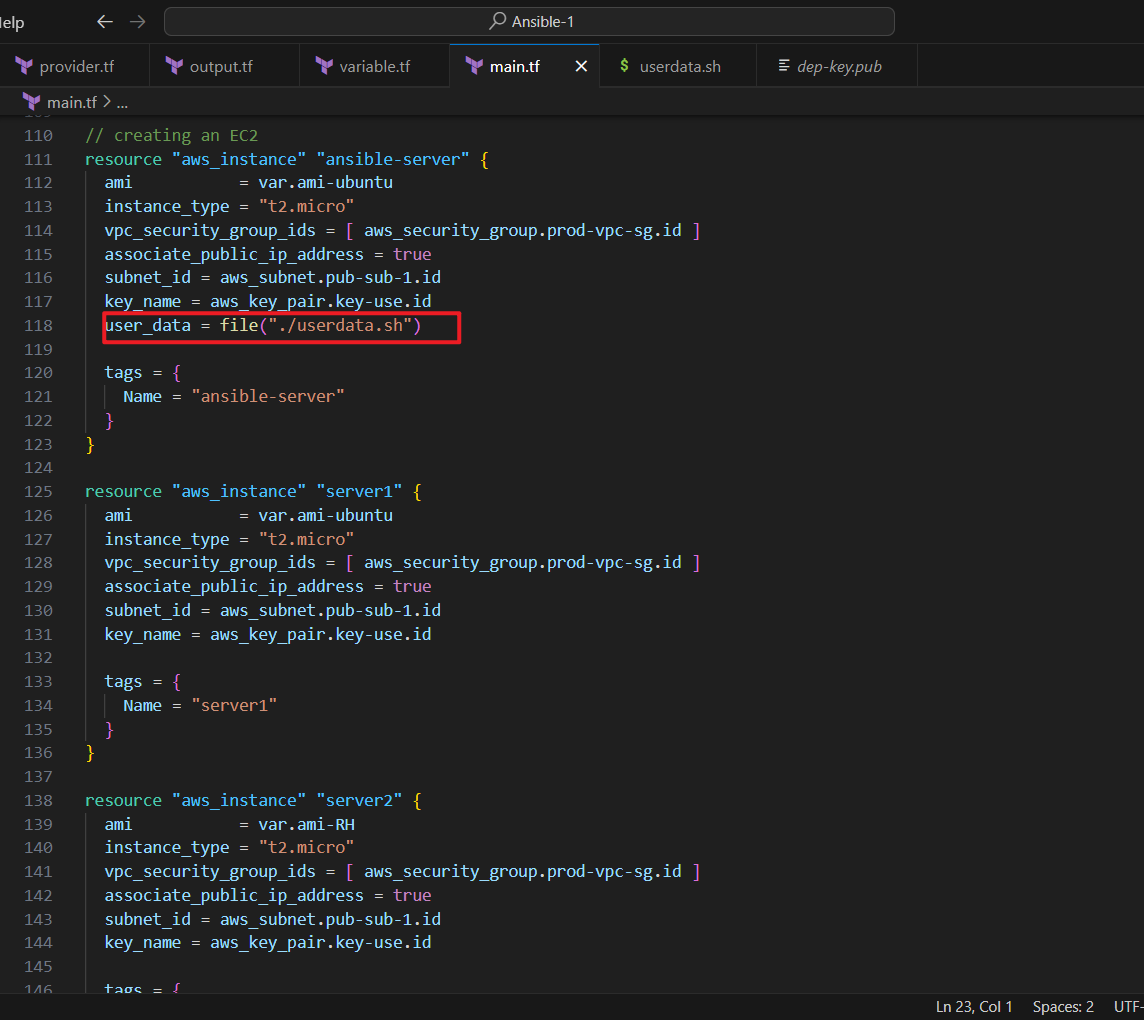 Help
Ansible-1
provider.tf output.tf variable.tf main.tf $ userdata.sh dep-key.pub
main.tf > ...
110 // creating an EC2
111 resource "aws_instance" "ansible-server" {
112 ami = var.ami-ubuntu
113 instance_type = "t2.micro"
114 vpc_security_group_ids = [ aws_security_group.prod-vpc-sg.id ]
115 associate_public_ip_address = true
116 subnet_id = aws_subnet.pub-sub-1.id
117 key_name = aws_key_pair.key-use.id
118 user_data = file("./userdata.sh")
119
120 tags = {
121 Name = "ansible-server"
122 }
123 }
124
125 resource "aws_instance" "server1" {
126 ami = var.ami-ubuntu
127 instance_type = "t2.micro"
128 vpc_security_group_ids = [ aws_security_group.prod-vpc-sg.id ]
129 associate_public_ip_address = true
130 subnet_id = aws_subnet.pub-sub-1.id
131 key_name = aws_key_pair.key-use.id
132
133 tags = {
134 Name = "server1"
135 }
136 }
137
138 resource "aws_instance" "server2" {
139 ami = var.ami-RH
140 instance_type = "t2.micro"
141 vpc_security_group_ids = [ aws_security_group.prod-vpc-sg.id ]
142 associate_public_ip_address = true
143 subnet_id = aws_subnet.pub-sub-1.id
144 key_name = aws_key_pair.key-use.id
145
146 tags = {
Ln 23, Col 1 Spaces: 2 UTF-